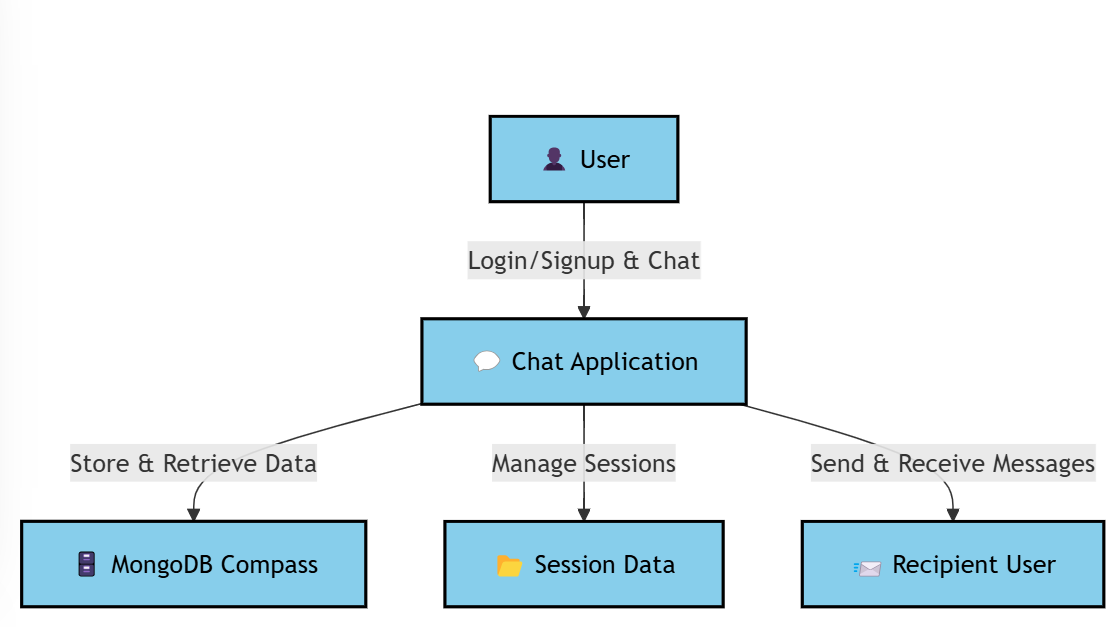 User
Login/Signup & Chat
Chat Application
Store & Retrieve Data
Manage Sessions
Send & Receive Messages
MongoDB Compass
Session Data
Recipient User